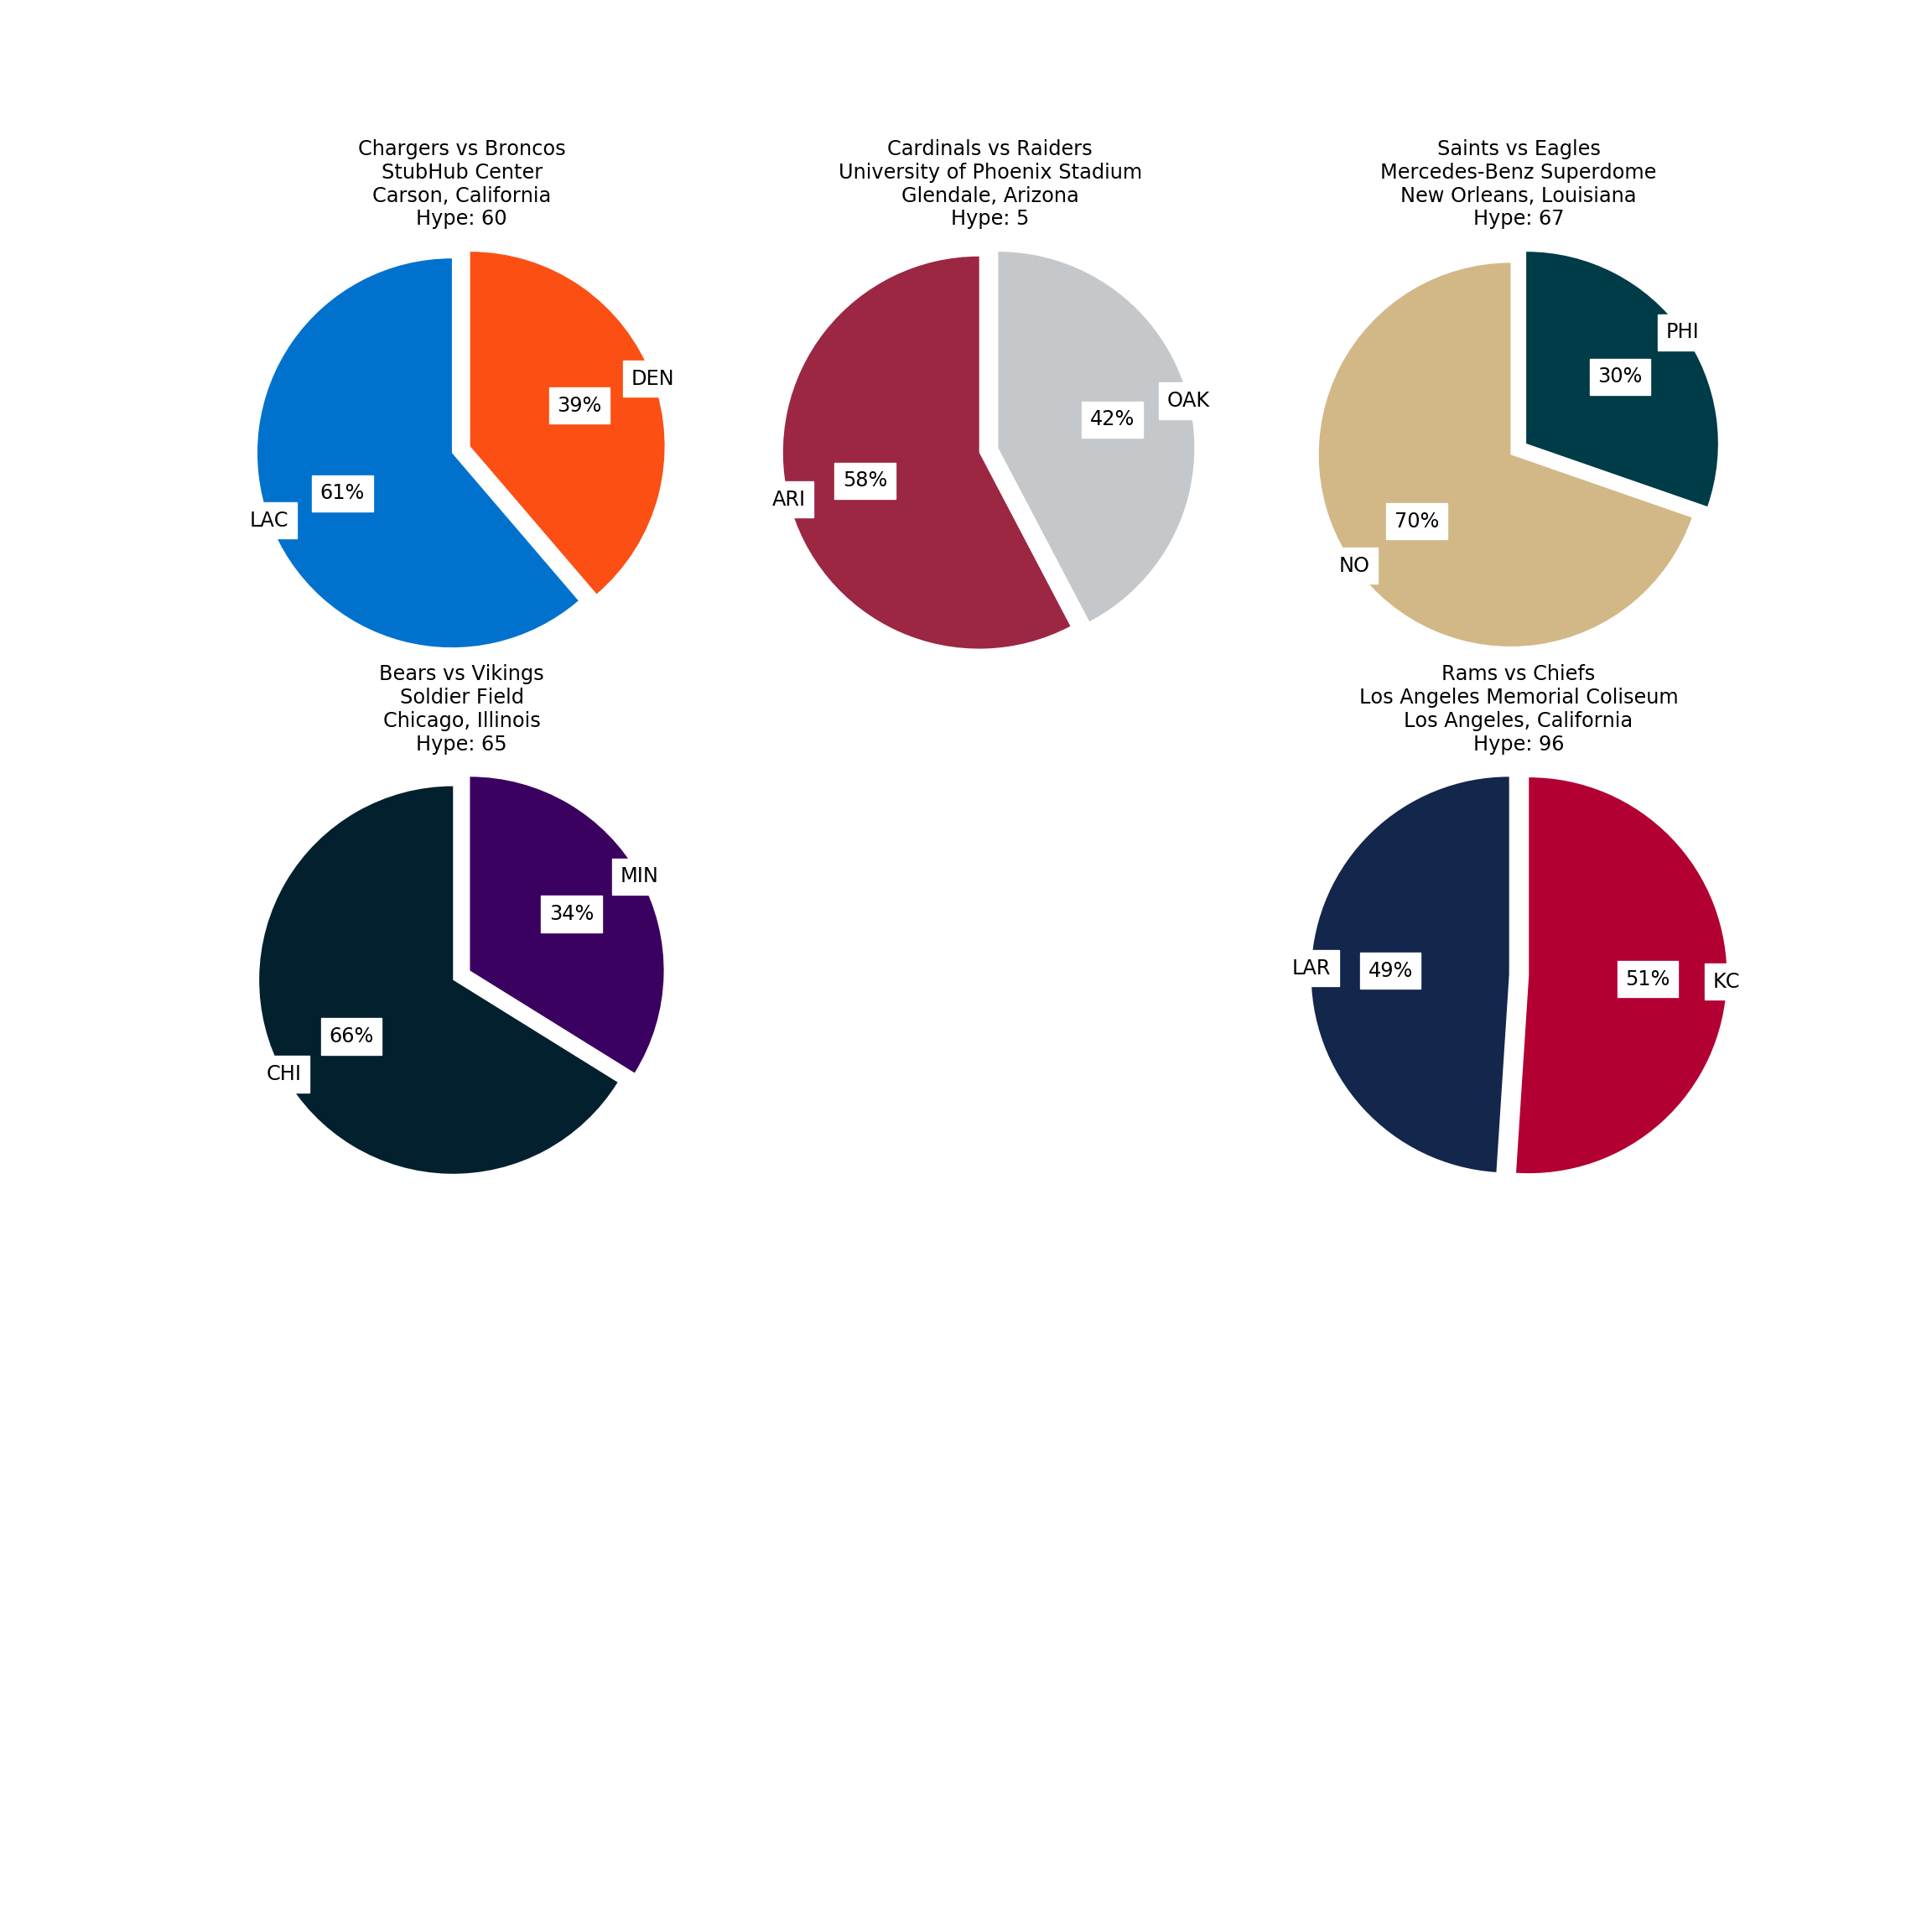 Chargers vs Broncos
StubHub Center
Carson, California
Hype: 60
DEN
39%
61%
LAC
Cardinals vs Raiders
University of Phoenix Stadium
Glendale, Arizona
Hype: 5
OAK
42%
58%
ARI
Saints vs Eagles
Mercedes-Benz Superdome
New Orleans, Louisiana
Hype: 67
PHI
30%
70%
NO
Bears vs Vikings
Soldier Field
Chicago, Illinois
Hype: 65
MIN
34%
66%
CHI
Rams vs Chiefs
Los Angeles Memorial Coliseum
Los Angeles, California
Hype: 96
LAR
49%
51%
KC